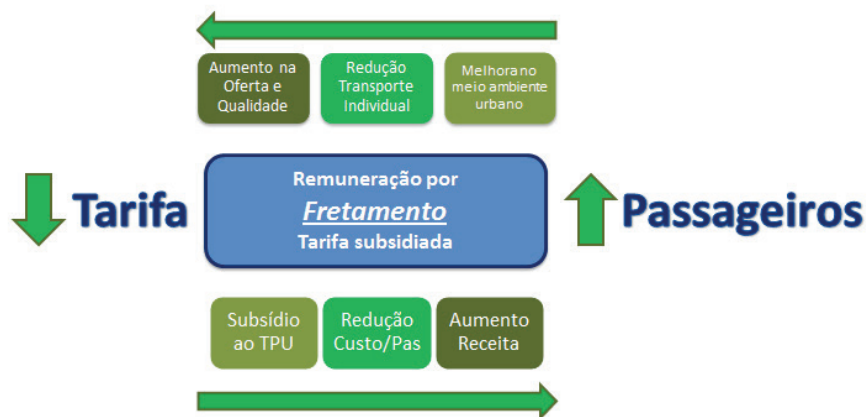 Aumento na
Oferta e
Qualidade
Redução
Transporte
Individual
Melhora no
meio ambiente
urbano
Tarifa
Remuneração por
Fretamento
Tarifa subsidiada
Passageiros
Subsídio
ao TPU
Redução
Custo/Pas
Aumento
Receita